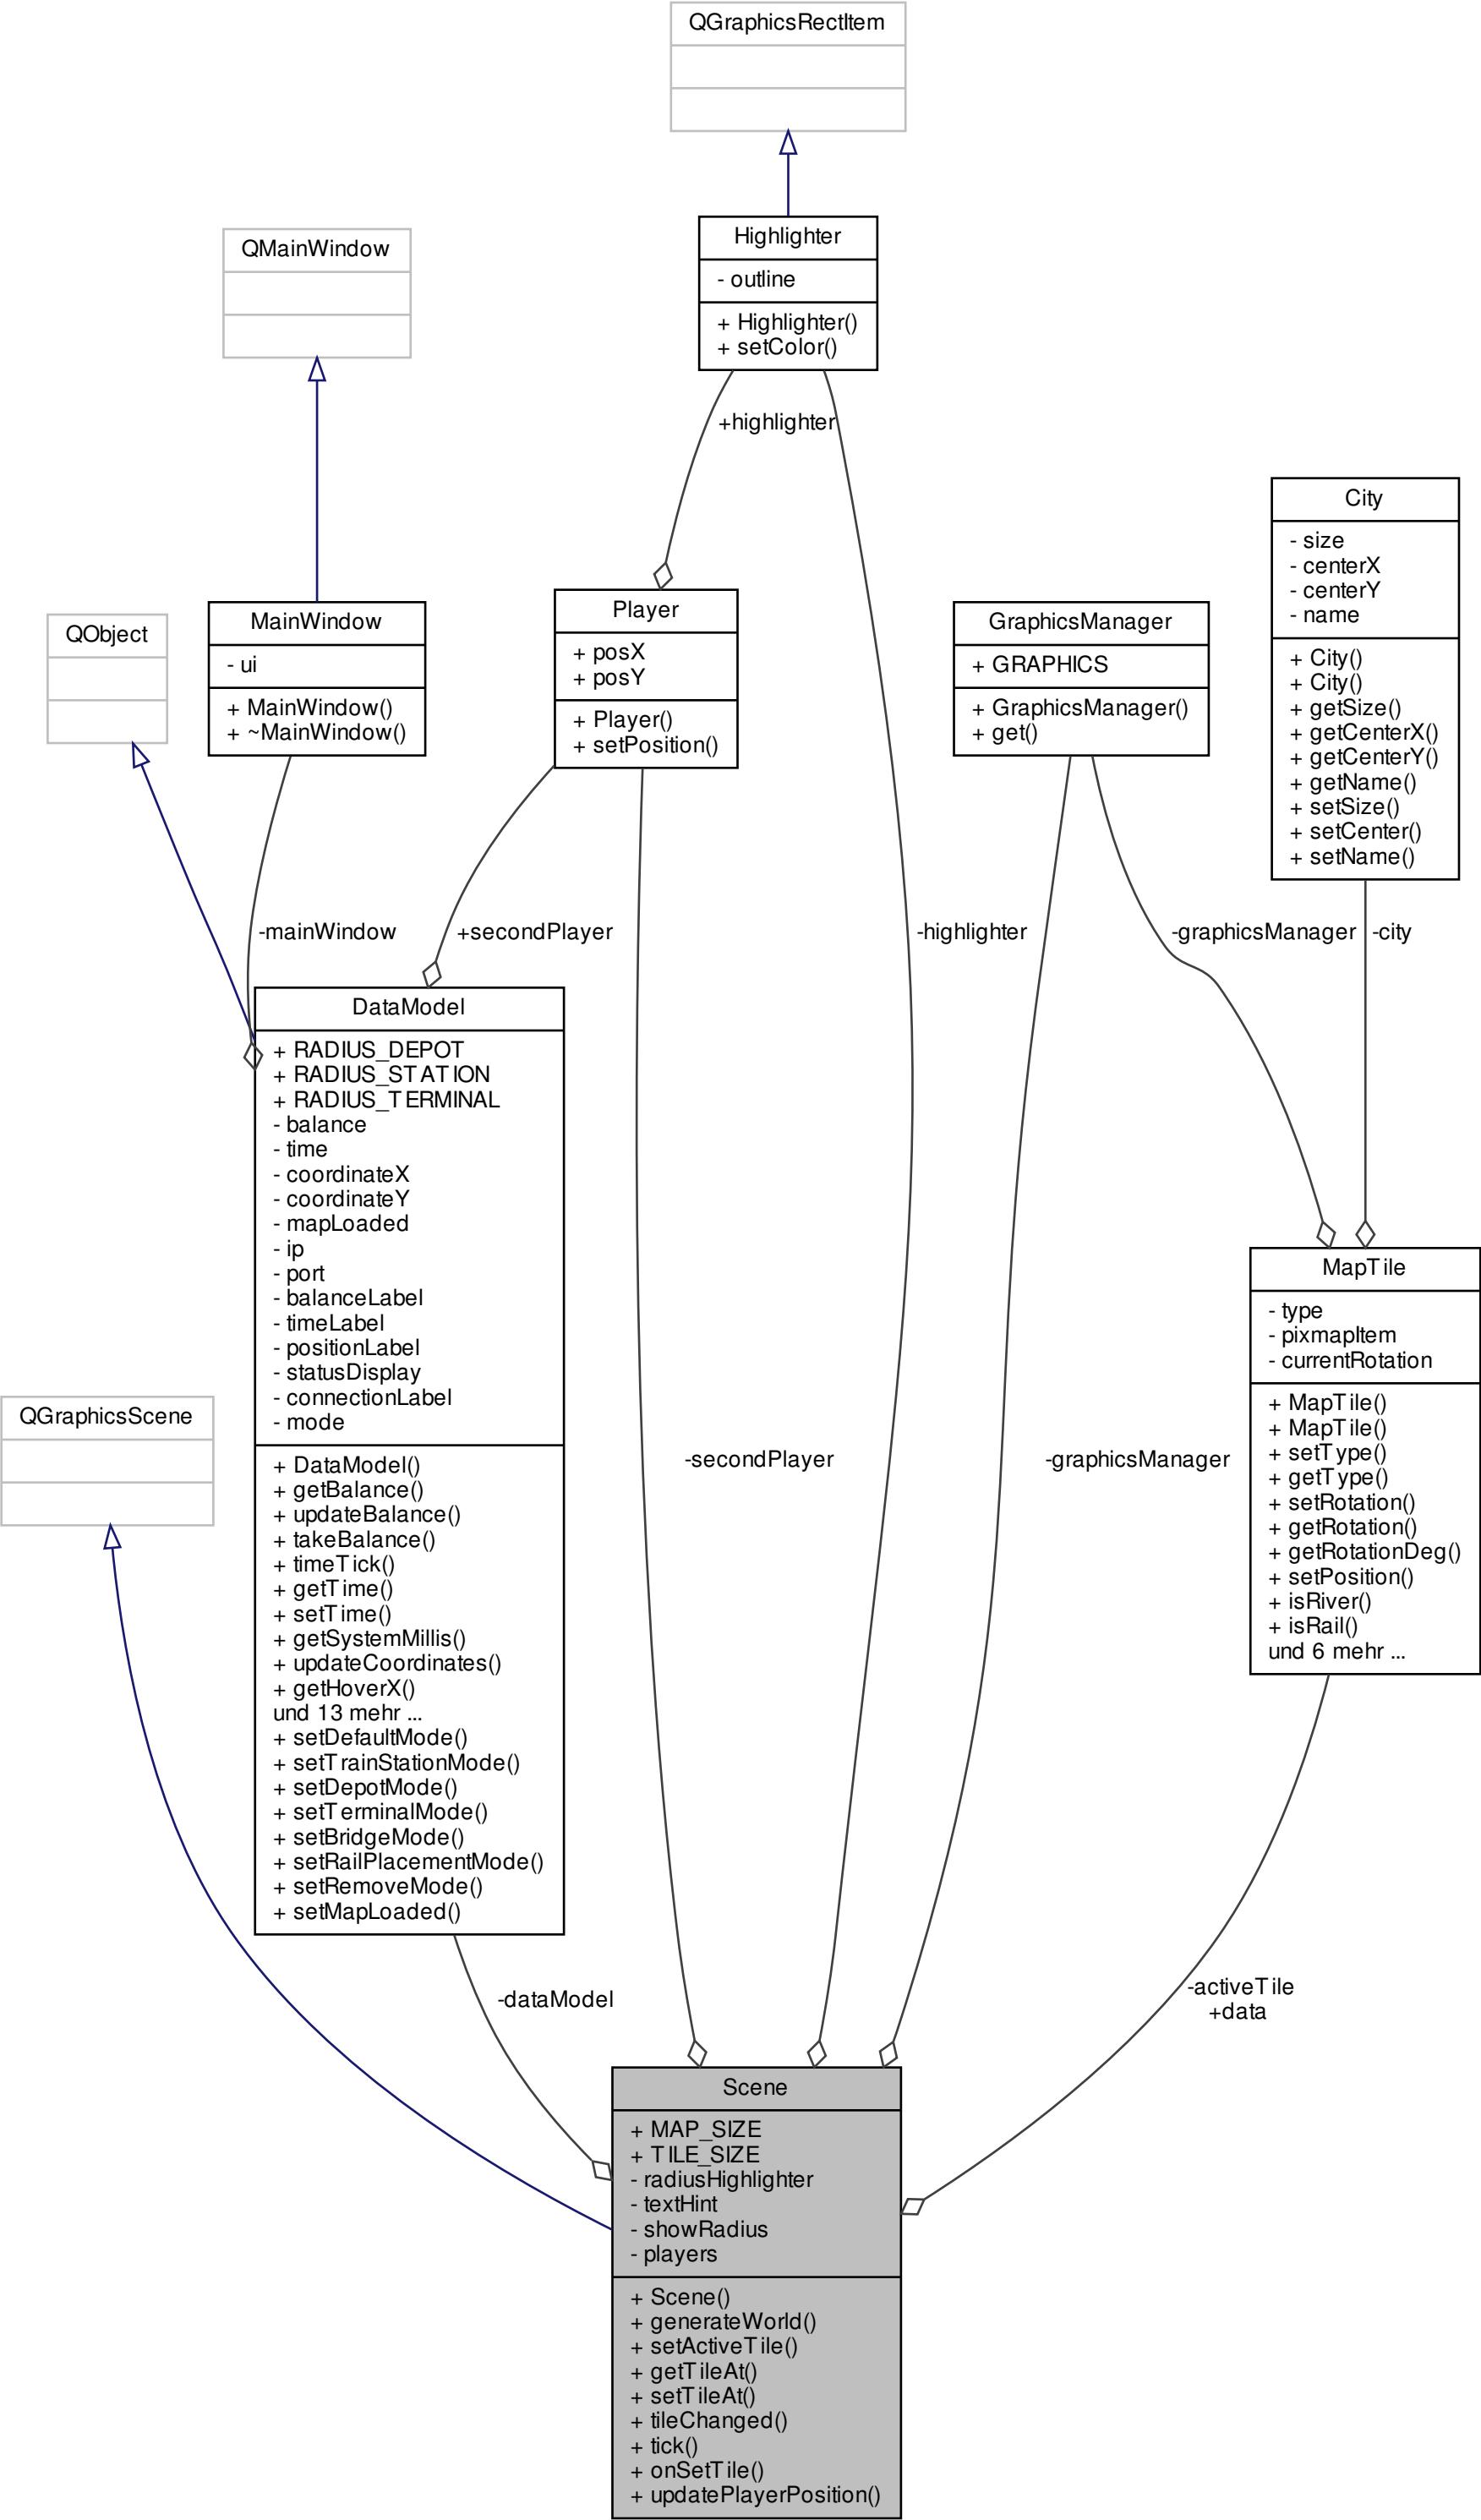 QGraphicsRectItem
Highlighter
- outline
+ Highlighter()
+ setColor()
QMainWindow
+highlighter
City
- size
- centerX
- centerY
- name
+ City()
+ City()
+ getSize()
+ getCenterX()
+ getCenterY()
+ getName()
+ setSize()
+ setCenter()
+ setName()
QObject
MainWindow
- ui
+ MainWindow()
+ ~MainWindow()
Player
+ posX
+ posY
+ Player()
+ setPosition()
GraphicsManager
+ GRAPHICS
+ GraphicsManager()
+ get()
-mainWindow
+secondPlayer
-highlighter
-graphicsManager
-city
DataModel
+ RADIUS_DEPOT
+ RADIUS_STATION
+ RADIUS_TERMINAL
- balance
- time
- coordinateX
- coordinateY
- mapLoaded
- ip
- port
- balanceLabel
- timeLabel
- positionLabel
- statusDisplay
- connectionLabel
- mode
+ DataModel()
+ getBalance()
+ updateBalance()
+ takeBalance()
+ timeTick()
+ getTime()
+ setTime()
+ getSystemMillis()
+ updateCoordinates()
+ getHoverX()
und 13 mehr ...
+ setDefaultMode()
+ setTrainStationMode()
+ setDepotMode()
+ setTerminalMode()
+ setBridgeMode()
+ setRailPlacementMode()
+ setRemoveMode()
+ setMapLoaded()
MapTile
- type
- pixmapItem
- currentRotation
+ MapTile()
+ MapTile()
+ setType()
+ getType()
+ setRotation()
+ getRotation()
+ getRotationDeg()
+ setPosition()
+ isRiver()
+ isRail()
und 6 mehr ...
QGraphicsScene
-secondPlayer
-graphicsManager
-dataModel
-activeTile
+data
Scene
+ MAP_SIZE
+ TILE_SIZE
- radiusHighlighter
- textHint
- showRadius
- players
+ Scene()
+ generateWorld()
+ setActiveTile()
+ getTileAt()
+ setTileAt()
+ tileChanged()
+ tick()
+ onSetTile()
+ updatePlayerPosition()